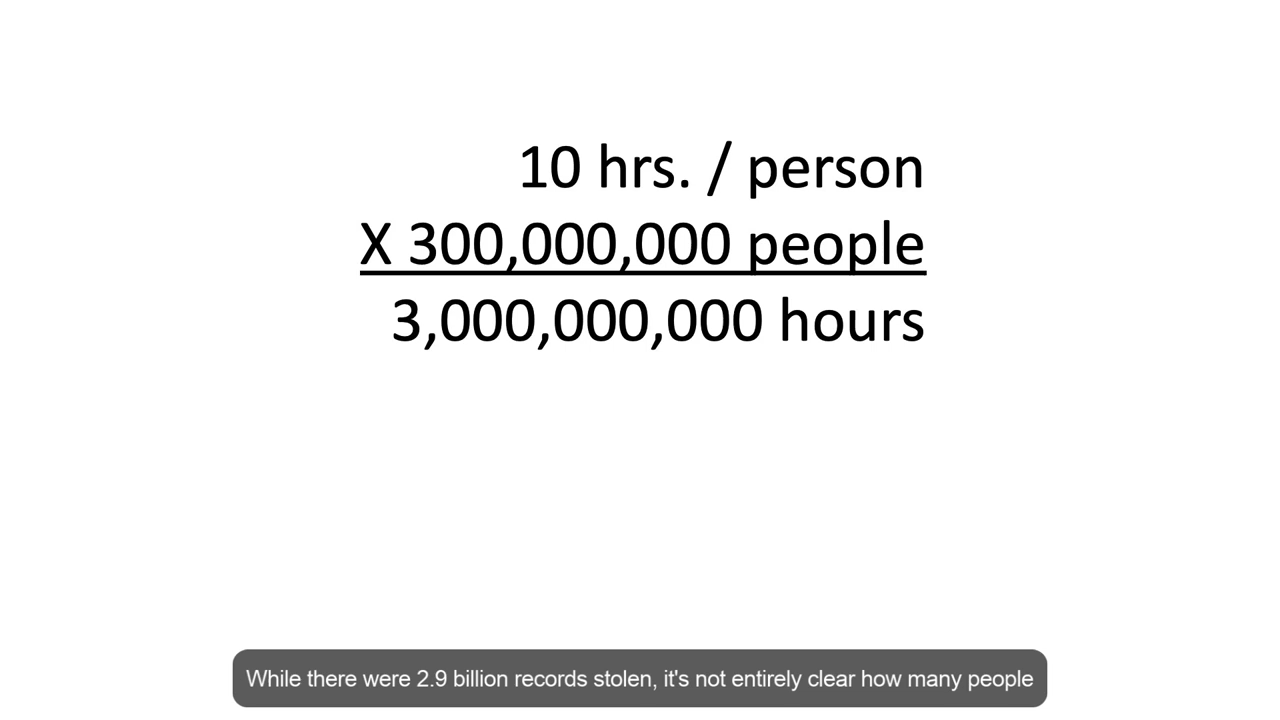 10 hrs. / person
X 300,000,000 people
3,000,000,000 hours
While there were 2.9 billion records stolen, it's not entirely clear how many people